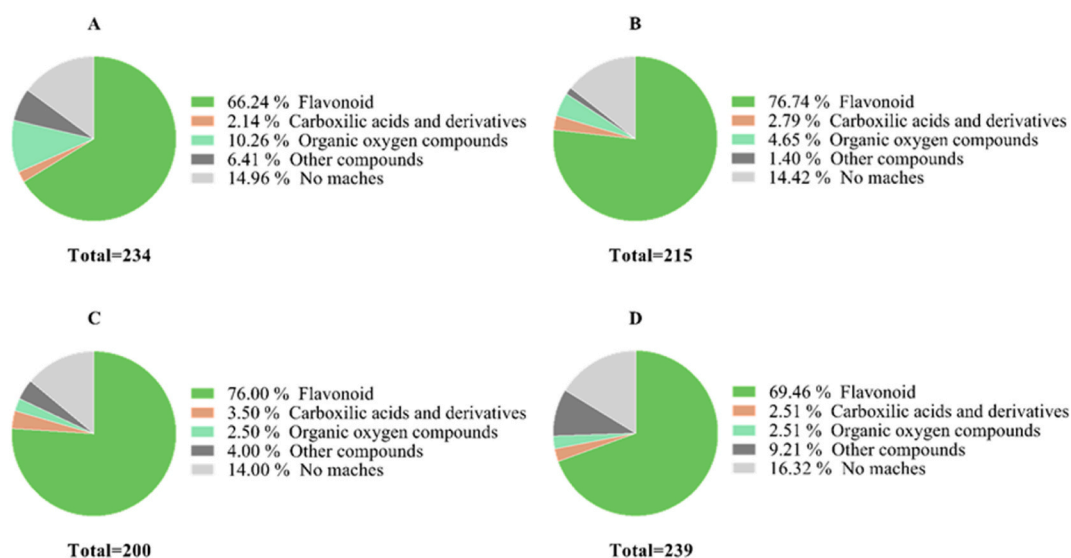 A
66.24 % Flavonoid
2.14 % Carboxilic acids and derivatives
10.26 % Organic oxygen compounds
6.41 % Other compounds
14.96 % No maches
Total=234
B
76.74 % Flavonoid
2.79 % Carboxilic acids and derivatives
4.65 % Organic oxygen compounds
1.40 % Other compounds
14.42 % No maches
Total=215
C
76.00 % Flavonoid
3.50 % Carboxilic acids and derivatives
2.50 % Organic oxygen compounds
4.00 % Other compounds
14.00 % No maches
Total=200
D
69.46 % Flavonoid
2.51 % Carboxilic acids and derivatives
2.51 % Organic oxygen compounds
9.21 % Other compounds
16.32 % No maches
Total=239